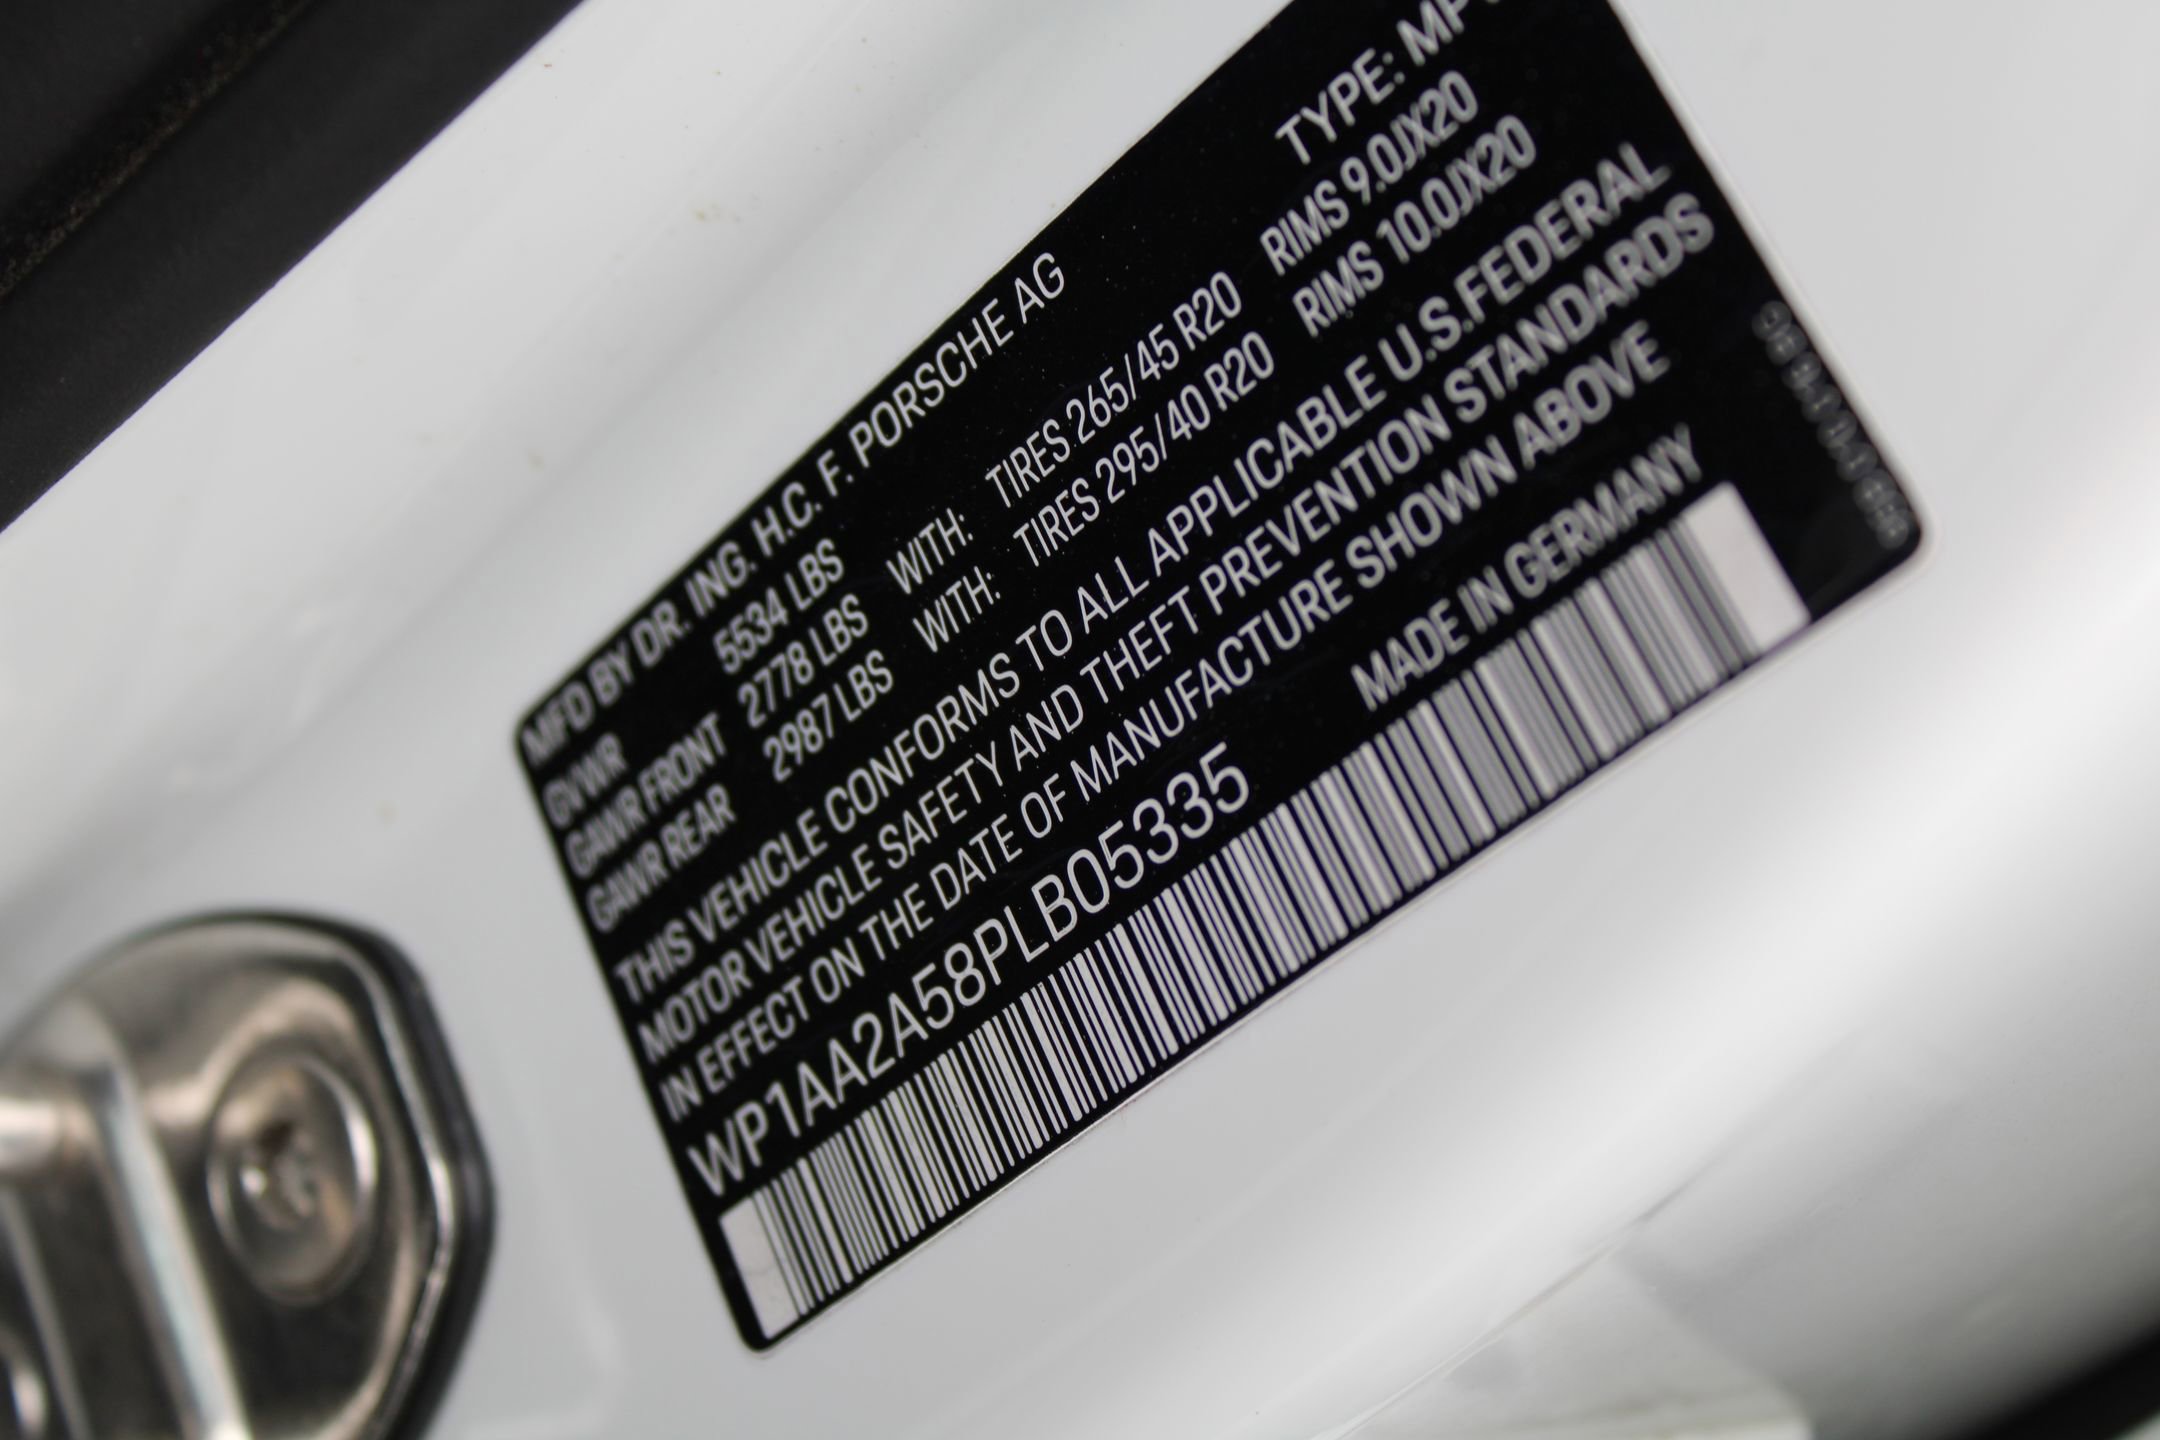 MFD BY DR. ING. H.C. F. PORSCHE AG
GVWR 5534 LBS TYPE:
GAWR FRONT 2778 LBS WITH: TIRES 265/45 R20 RIMS 9.0JX20
GAWR REAR 2987 LBS WITH: TIRES 295/40 R20 RIMS 10.0JX20
THIS VEHICLE CONFORMS TO ALL APPLICABLE U.S.FEDERAL
MOTOR VEHICLE SAFETY AND THEFT PREVENTION STANDARDS
IN EFFECT ON THE DATE OF MANUFACTURE SHOWN ABOVE
WP1AA2A58PLB05335 MADE IN GERMANY